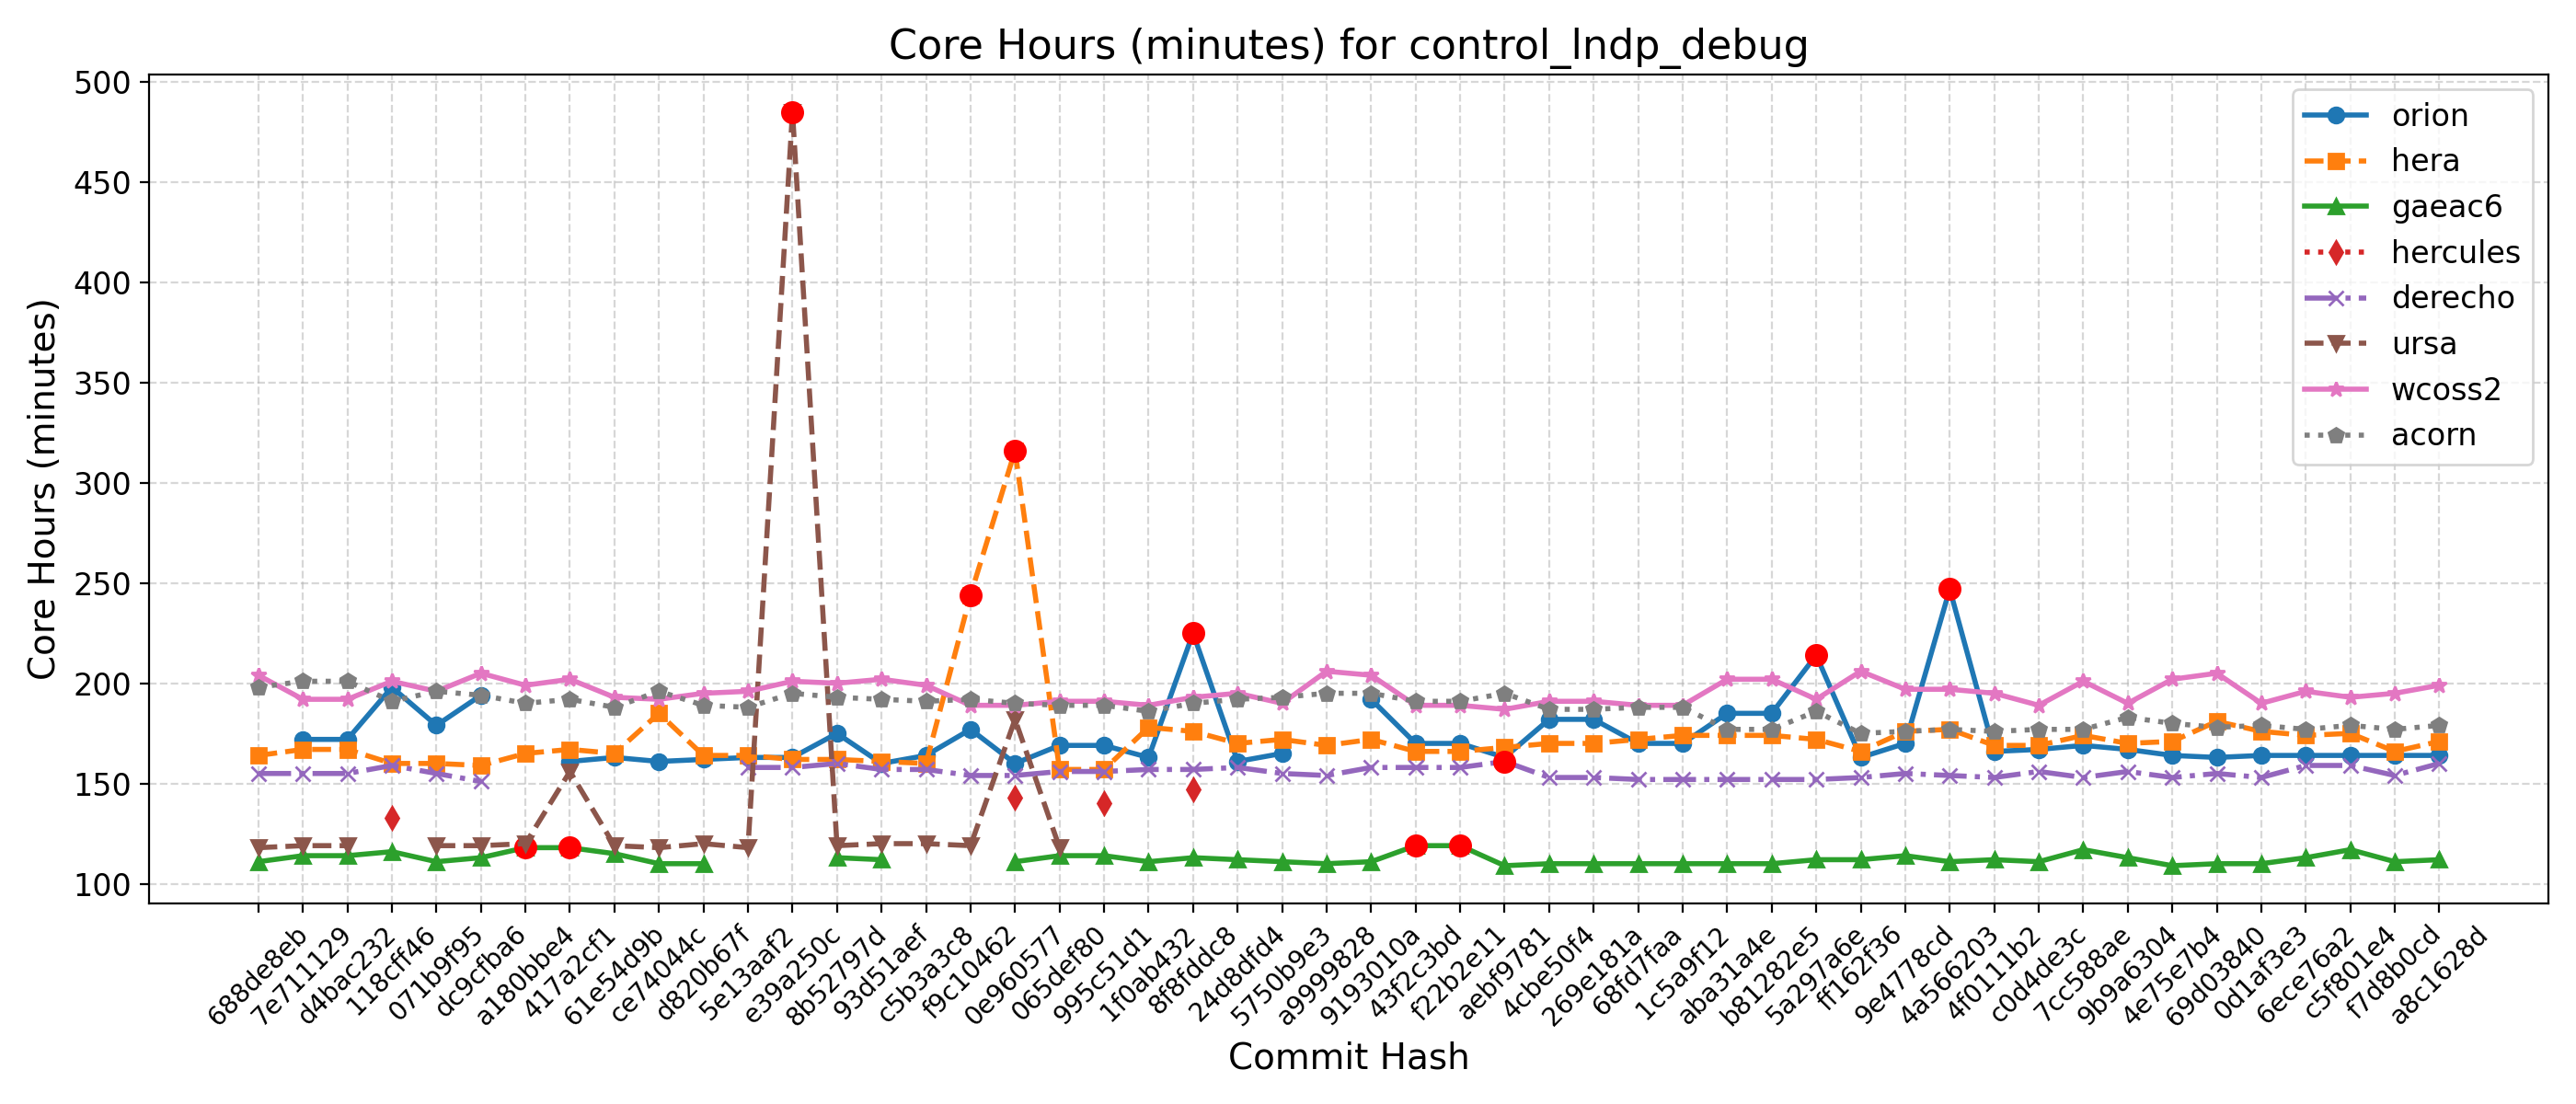 Core Hours (minutes) for control_lndp_debug
Core Hours (minutes)
500
450
400
350
300
250
200
150
100
orion
hera
gaeac6
hercules
derecho
ursa
wcoss2
acorn
688de8eb
7e711129
d4bac232
118cff46
071b9f95
dc9cfba6
a180bbe4
417a2cf1
61e54d9b
ce74044c
d820b67f
5e13aaf2
e39a250c
8b52797d
93d51aef
c5b3a3c8
f9c10462
0e960577
065def80
995c51d1
1f0ab432
8f8fddc8
24d8dfd4
5750b9e3
a9999828
9193010a
43f2c3bd
f22b2e11
aebf9781
4cbe50f4
269e181a
68fd7faa
1c5a9f12
aba31a4e
b81282e5
5a297a6e
ff162f36
9e4778cd
4a566203
4f0111b2
c0d4de3c
7cc588ae
9b9a6304
4e75e7b4
69d03840
0d1af3e3
6ece76a2
c5f801e4
f7d8b0cd
a8c1628d
Commit Hash